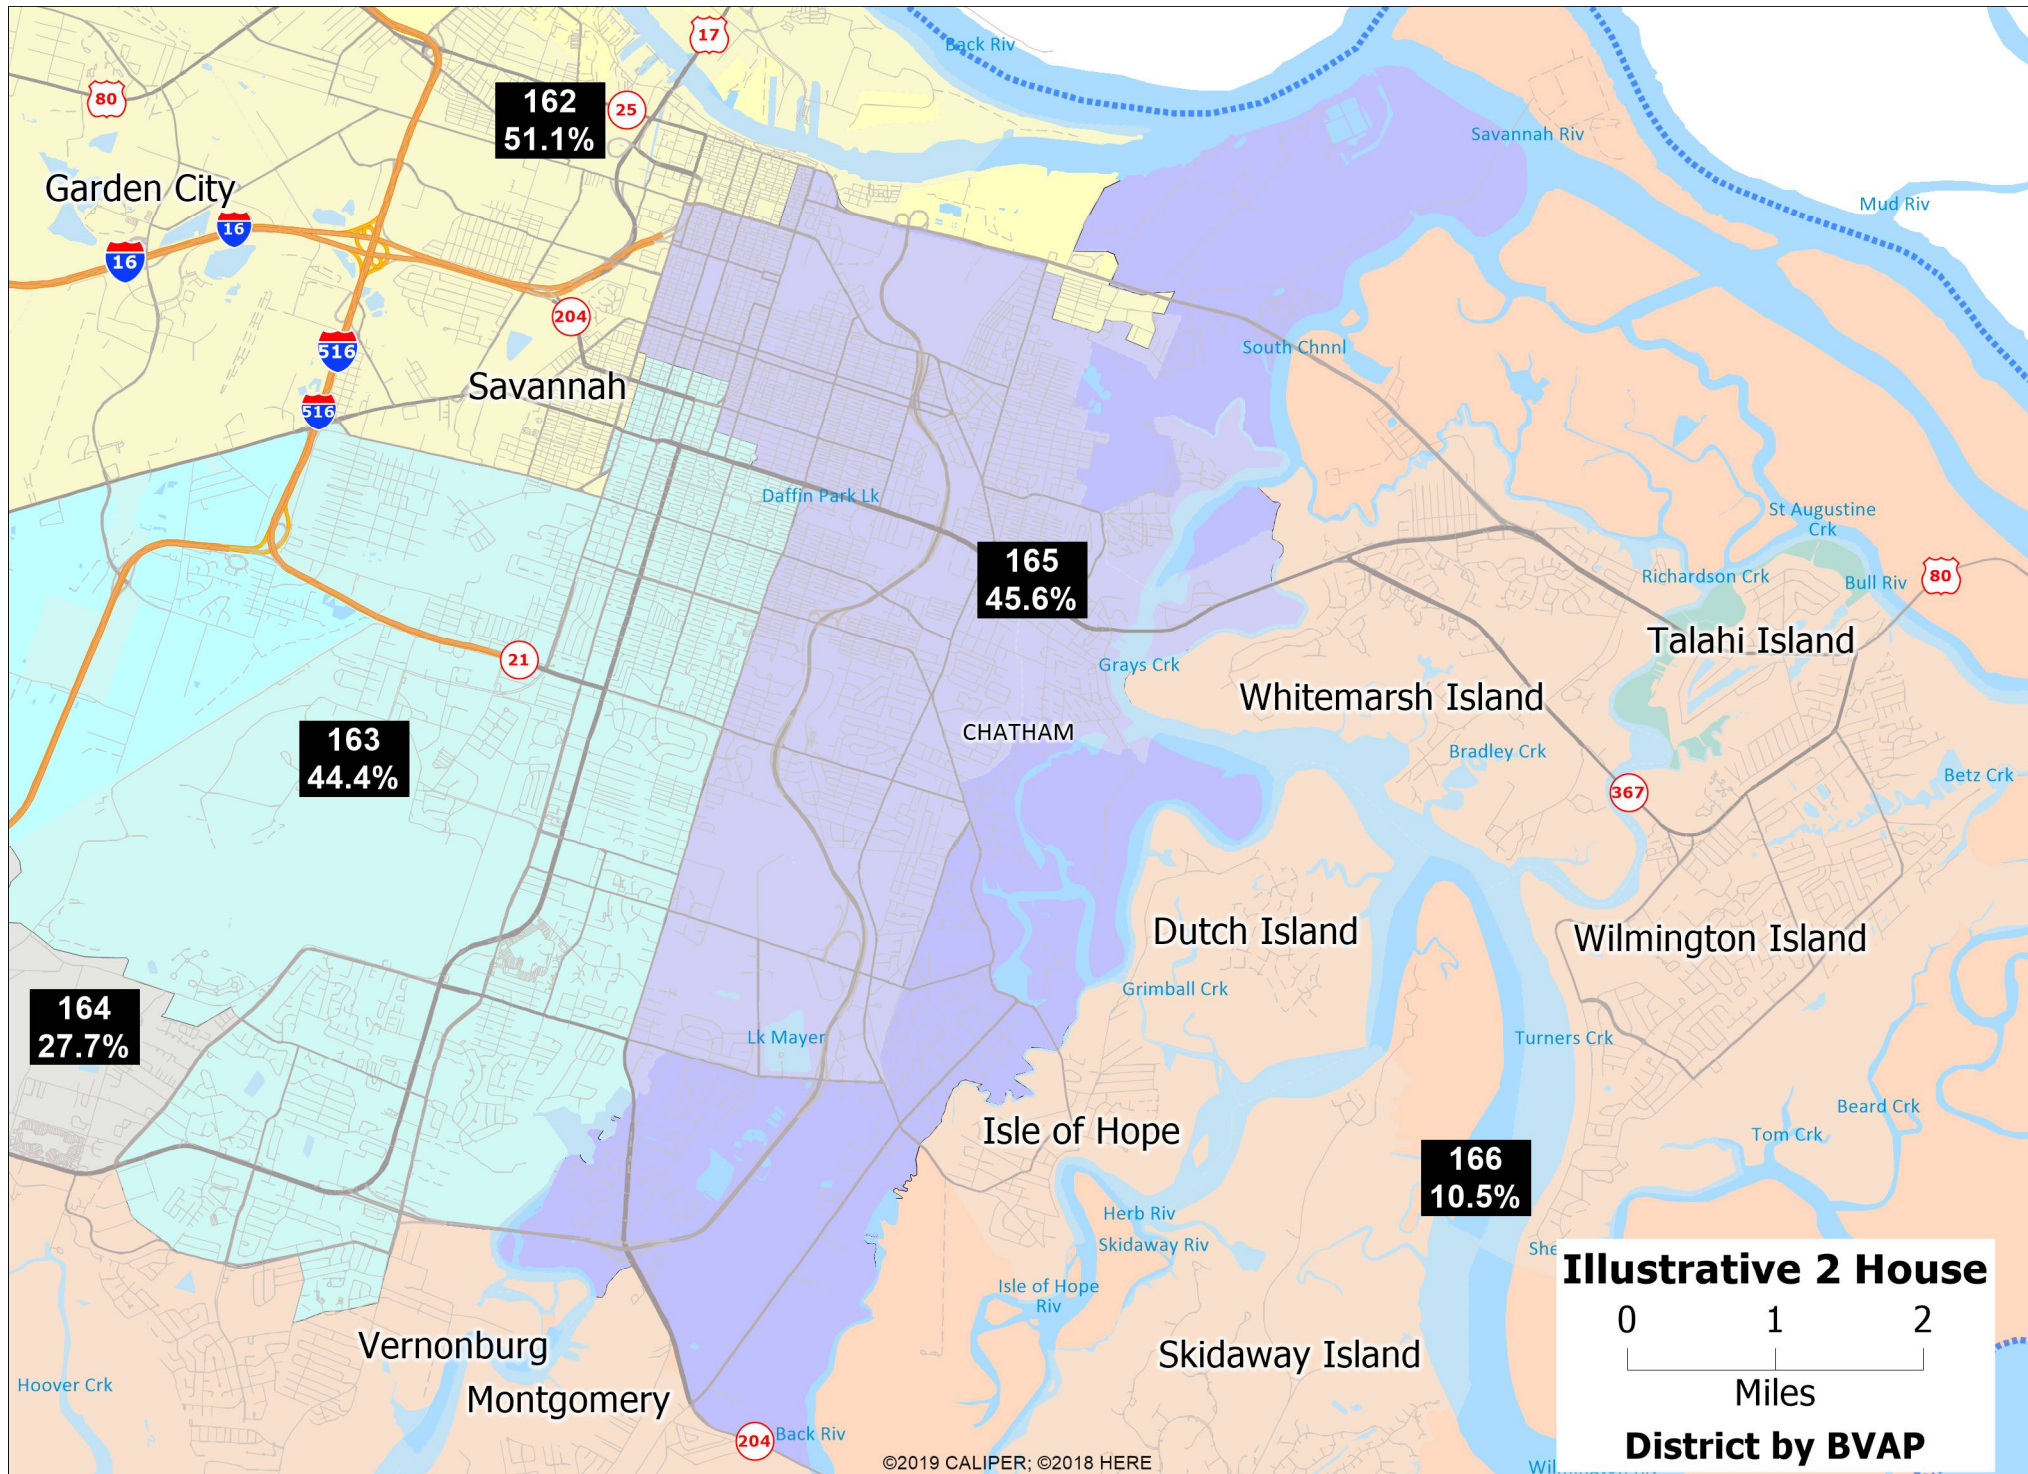 17
Back Riv
80
162
51.1%
25
Savannah Riv
Garden City
Mud Riv
16
16
204
South Chnnl
516
Savannah
516
Daffin Park Lk
St Augustine
Crk
165
45.6%
Richardson Crk
Bull Riv
80
Talahi Island
21
Grays Crk
Whitemarsh Island
CHATHAM
163
44.4%
Bradley Crk
Betz Crk
367
Dutch Island
Wilmington Island
Grimball Crk
164
27.7%
Lk Mayer
Turners Crk
Beard Crk
Isle of Hope
Tom Crk
166
10.5%
Herb Riv
Skidaway Riv
She
Isle of Hope
Riv
Illustrative 2 House
0 1 2
Miles
District by BVAP
Vernonburg
Skidaway Island
Hoover Crk
Montgomery
204
Back Riv
©2019 CALIPER; ©2018 HERE